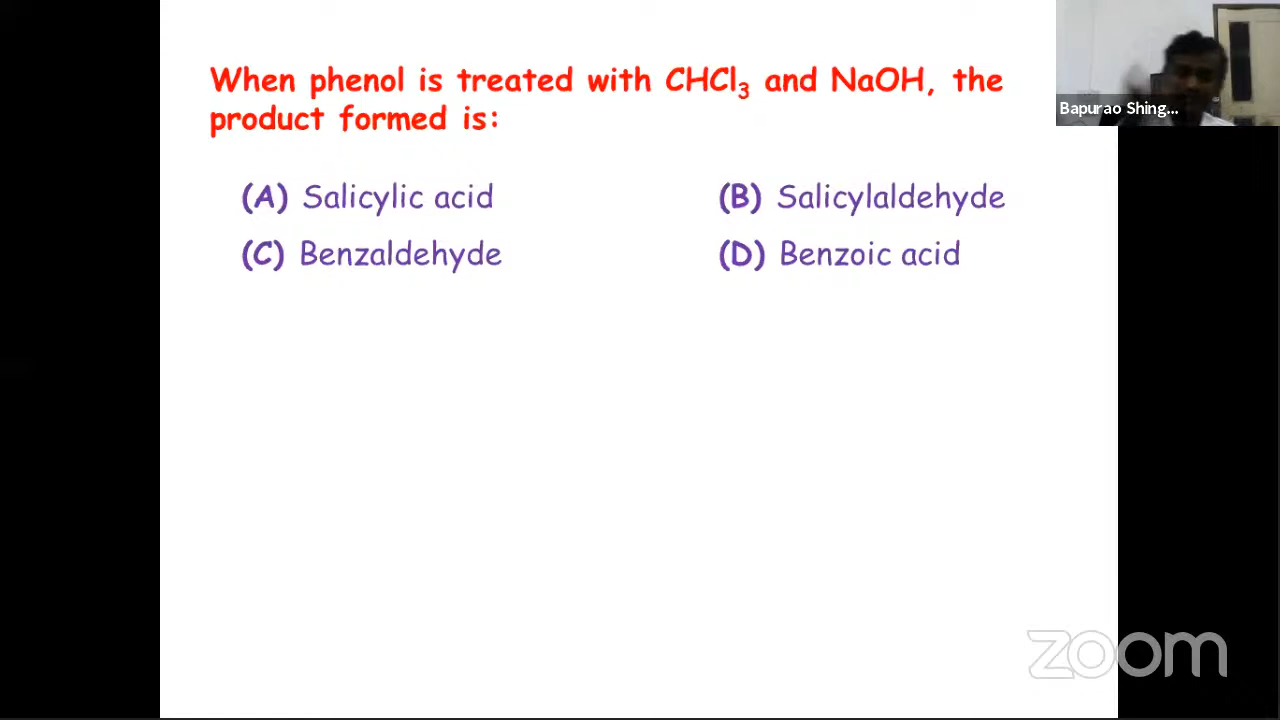 When phenol is treated with CHCl₃ and NaOH, the
product formed is:
(A) Salicylic acid
(B) Salicylaldehyde
(C) Benzaldehyde
(D) Benzoic acid
Bapurao Shing...
zoom